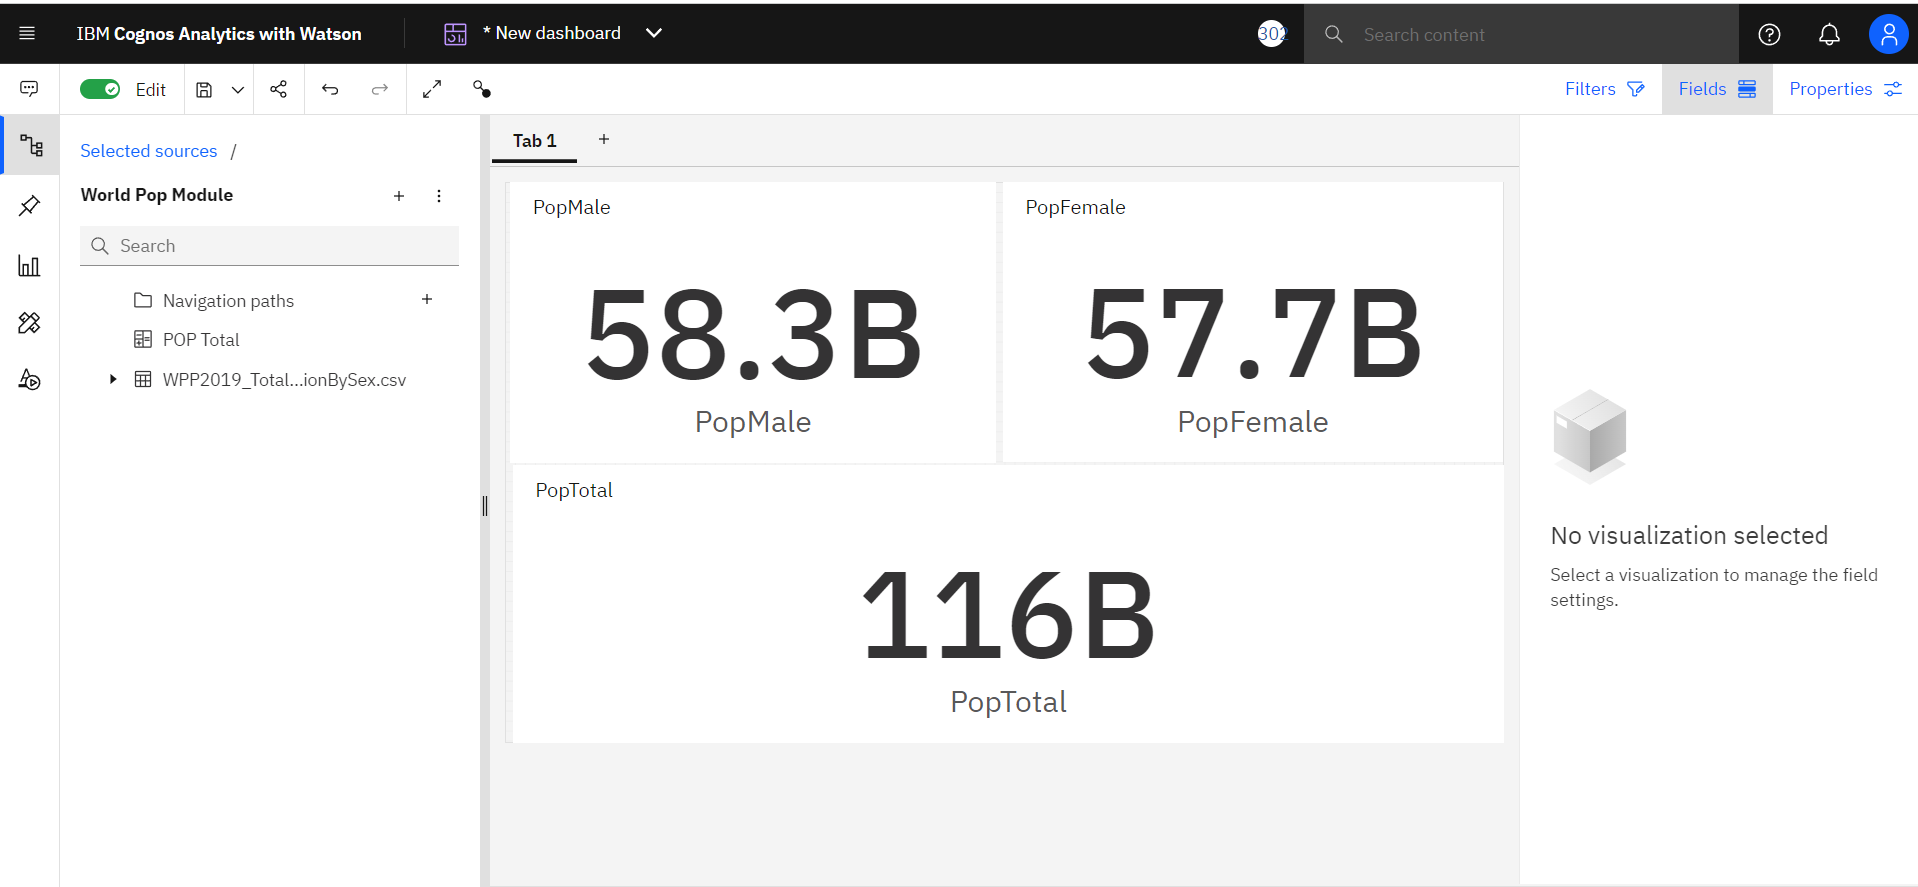 IBM Cognos Analytics with Watson
* New dashboard
302
Search content
Edit
Filters
Fields
Properties
Selected sources /
World Pop Module
Search
Navigation paths
POP Total
WPP2019_Total...ionBySex.csv
Tab 1
PopMale
58.3B
PopMale
PopFemale
57.7B
PopFemale
PopTotal
116B
PopTotal
No visualization selected
Select a visualization to manage the field
settings.